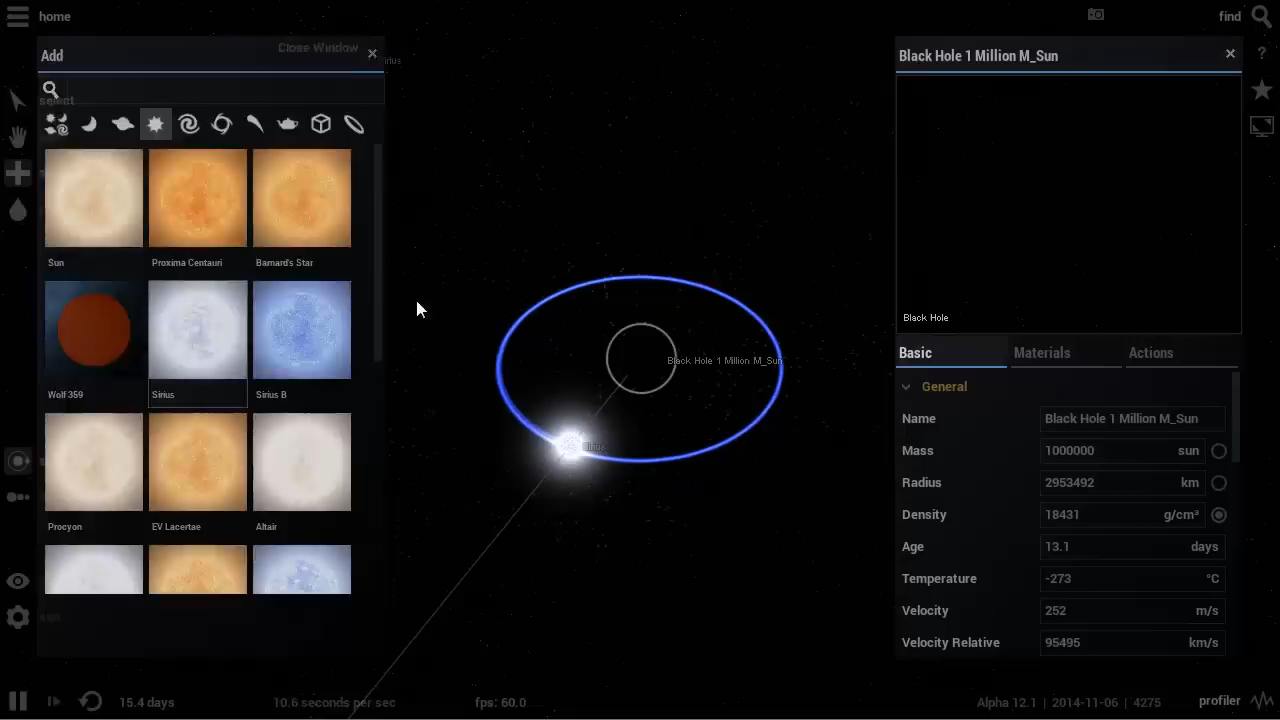 home
find
Add
Close Window
irius
Black Hole 1 Million M_Sun
select
Sun
Proxima Centauri
Barnard's Star
Wolf 359
Sirius
Sirius B
Procyon
EV Lacertae
Altair
Black Hole 1 Million M_Sun
Black Hole
Basic
Materials
Actions
General
Name
Black Hole 1 Million M_Sun
Mass
1000000 sun
Radius
2953492 km
Density
18431 g/cm³
Age
13.1 days
Temperature
-273 °C
Velocity
252 m/s
Velocity Relative
95495 km/s
15.4 days
10.6 seconds per sec
fps: 60.0
Alpha 12.1 | 2014-11-06 | 4275
profiler